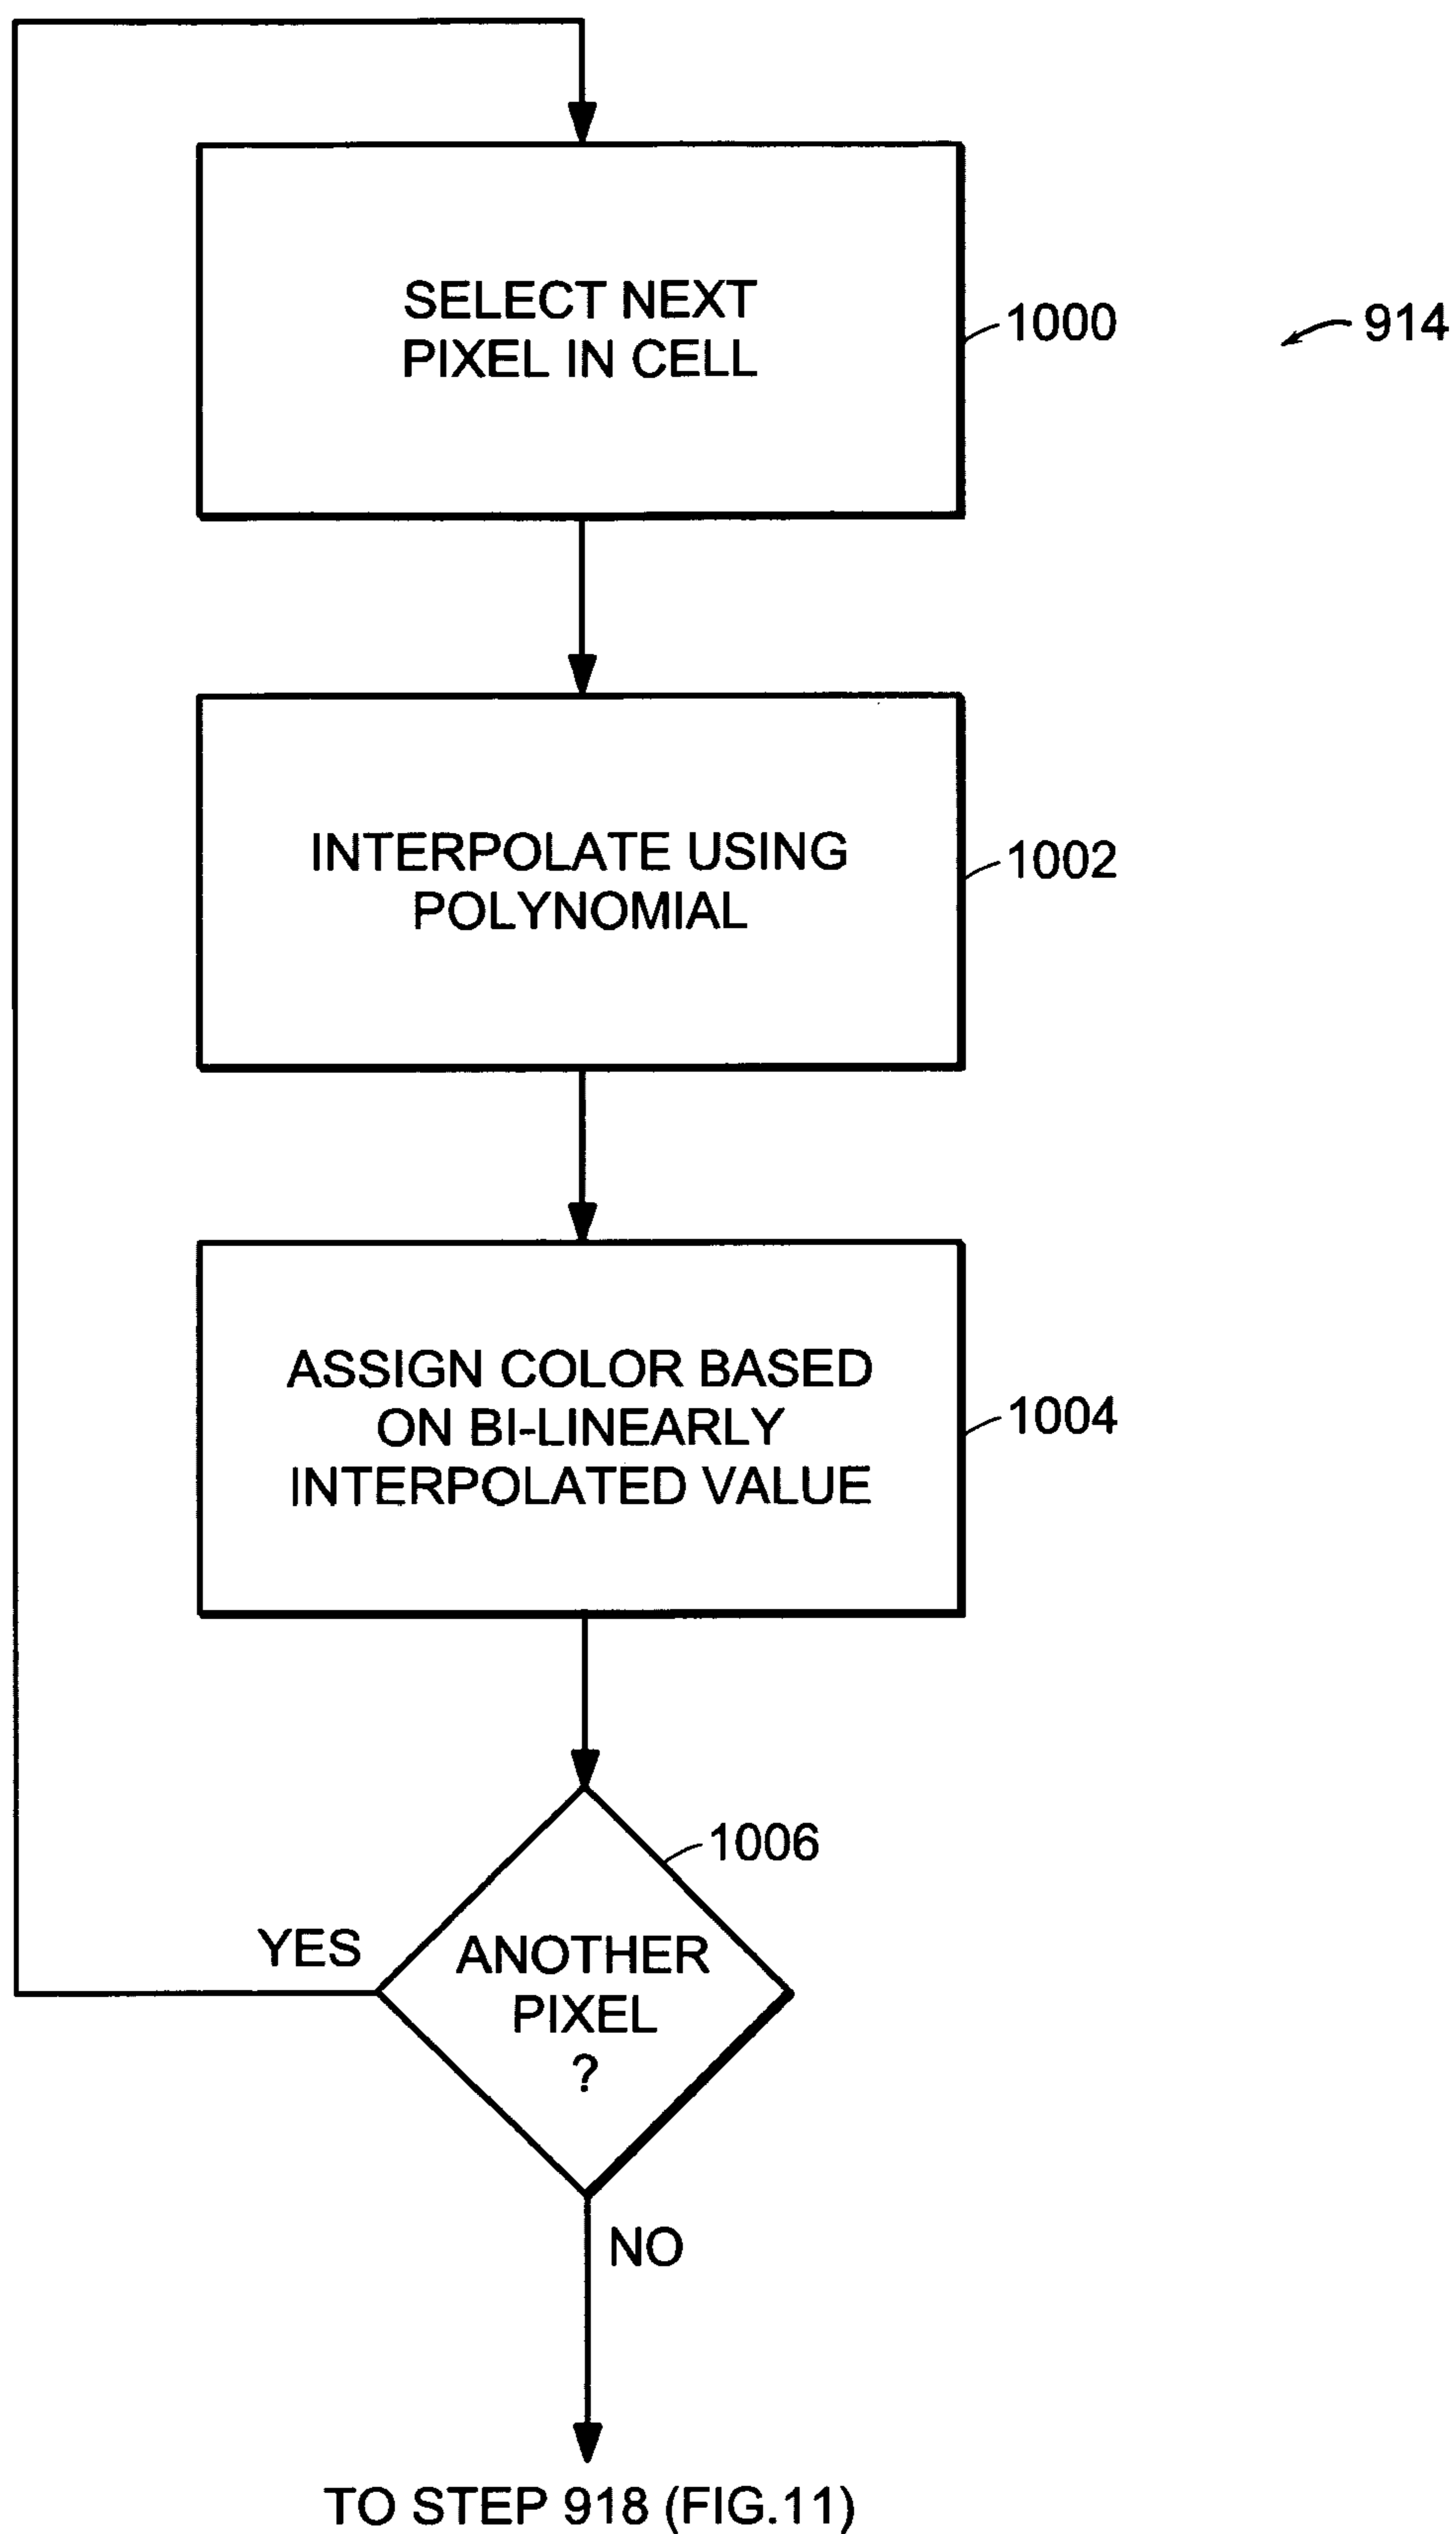 SELECT NEXT
PIXEL IN CELL
1000
914
INTERPOLATE USING
POLYNOMIAL
1002
ASSIGN COLOR BASED
ON BI-LINEARLY
INTERPOLATED VALUE
1004
1006
YES
ANOTHER
PIXEL
?
NO
TO STEP 918 (FIG.11)